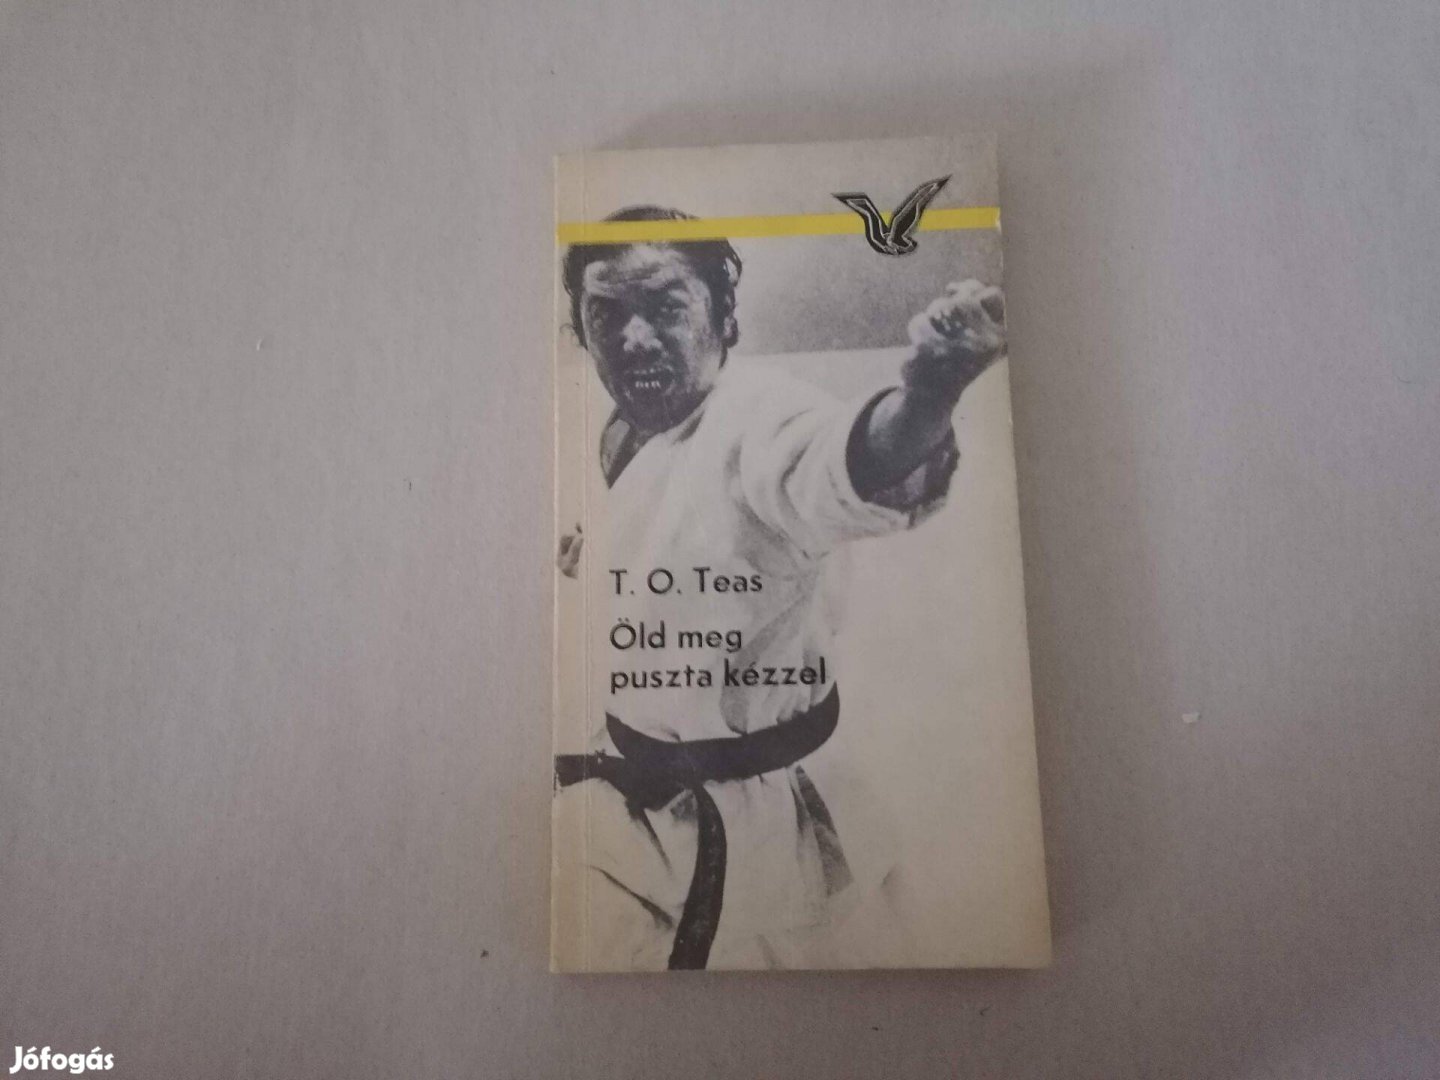 T. O. Teas
Öld meg
puszta kézzel
Jófogás